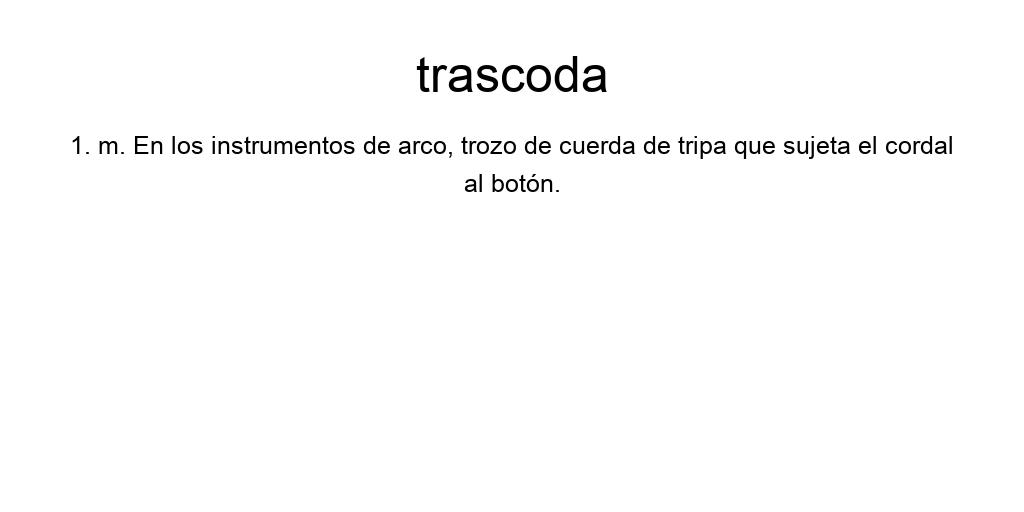 trascoda
1. m. En los instrumentos de arco, trozo de cuerda de tripa que sujeta el cordal
al botón.